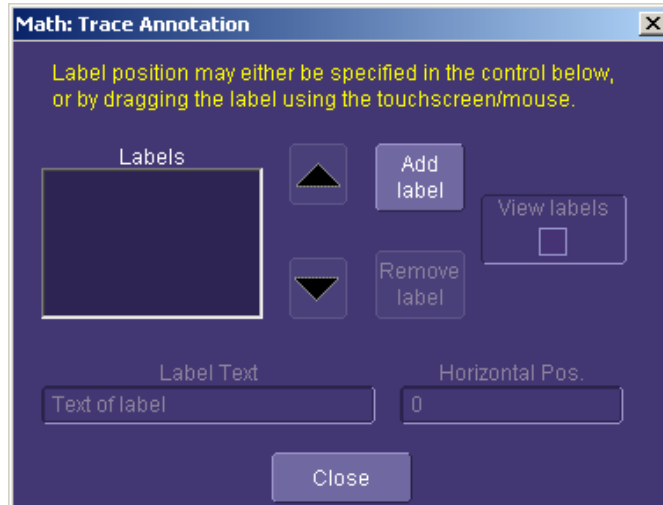 Math: Trace Annotation
Label position may either be specified in the control below,
or by dragging the label using the touchscreen/mouse.
Labels
Add
label
View labels
Remove
label
Label Text
Horizontal Pos.
Text of label
0
Close